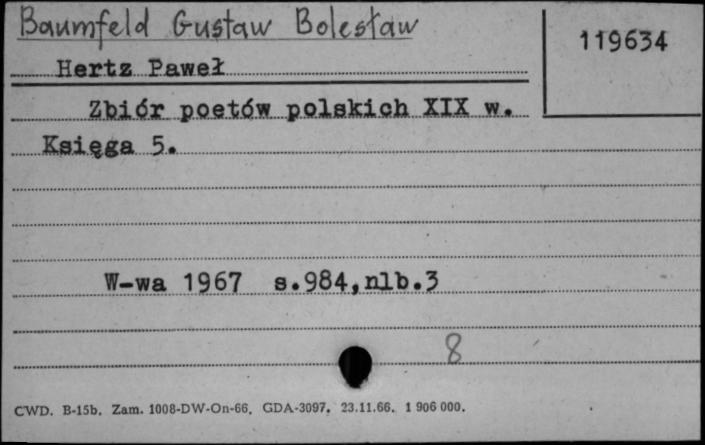 Baumfeld Gustaw Bolesław
119634
Hertz Paweł
Zbiór poetów polskich XIX w.
Księga 5.
W-wa 1967 s.984,nlb.3
8
CWD. B-15b. Zam. 1008-DW-On-66. GDA-3097. 23.11.66. 1 906 000.